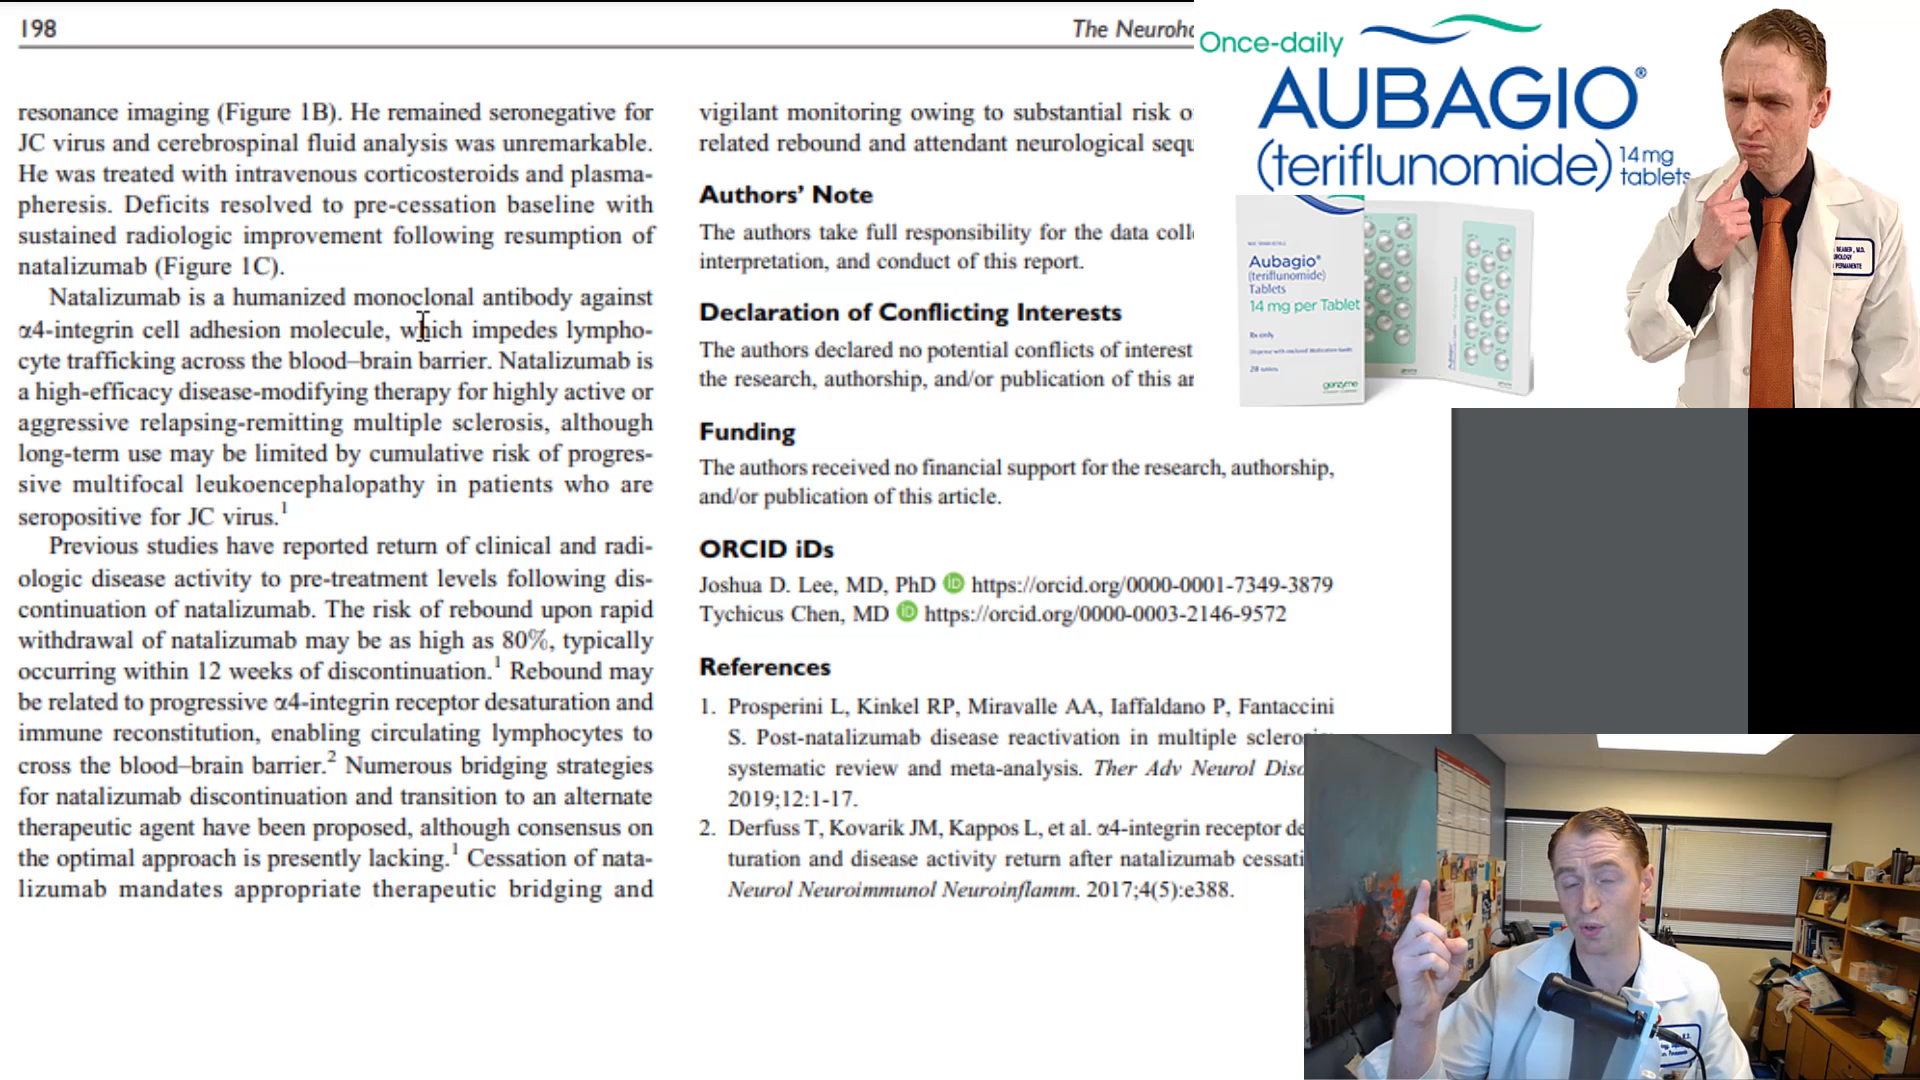 198
The Neuroho
resonance imaging (Figure 1B). He remained seronegative for
JC virus and cerebrospinal fluid analysis was unremarkable.
He was treated with intravenous corticosteroids and plasma-
pheresis. Deficits resolved to pre-cessation baseline with
sustained radiologic improvement following resumption of
natalizumab (Figure 1C).
Natalizumab is a humanized monoclonal antibody against
α4-integrin cell adhesion molecule, which impedes lympho-
cyte trafficking across the blood–brain barrier. Natalizumab is
a high-efficacy disease-modifying therapy for highly active or
aggressive relapsing-remitting multiple sclerosis, although
long-term use may be limited by cumulative risk of progres-
sive multifocal leukoencephalopathy in patients who are
seropositive for JC virus.1
Previous studies have reported return of clinical and radi-
ologic disease activity to pre-treatment levels following dis-
continuation of natalizumab. The risk of rebound upon rapid
withdrawal of natalizumab may be as high as 80%, typically
occurring within 12 weeks of discontinuation.1 Rebound may
be related to progressive α4-integrin receptor desaturation and
immune reconstitution, enabling circulating lymphocytes to
cross the blood–brain barrier.2 Numerous bridging strategies
for natalizumab discontinuation and transition to an alternate
therapeutic agent have been proposed, although consensus on
the optimal approach is presently lacking.1 Cessation of nata-
lizumab mandates appropriate therapeutic bridging and
vigilant monitoring owing to substantial risk o
related rebound and attendant neurological sequ
Authors' Note
The authors take full responsibility for the data coll
interpretation, and conduct of this report.
Declaration of Conflicting Interests
The authors declared no potential conflicts of interest
the research, authorship, and/or publication of this ar
Funding
The authors received no financial support for the research, authorship,
and/or publication of this article.
ORCID iDs
Joshua D. Lee, MD, PhD iD https://orcid.org/0000-0001-7349-3879
Tychicus Chen, MD iD https://orcid.org/0000-0003-2146-9572
References
1. Prosperini L, Kinkel RP, Miravalle AA, Iaffaldano P, Fantaccini
S. Post-natalizumab disease reactivation in multiple sclerosis:
systematic review and meta-analysis. Ther Adv Neurol Diso
2019;12:1-17.
2. Derfuss T, Kovarik JM, Kappos L, et al. α4-integrin receptor de
turation and disease activity return after natalizumab cessati
Neurol Neuroimmunol Neuroinflamm. 2017;4(5):e388.
Once-daily
AUBAGIO®
(teriflunomide) 14mg
tablets
Aubagio®
(teriflunomide)
Tablets
14 mg per Tablet
Rx only
28 tablets
genzyme